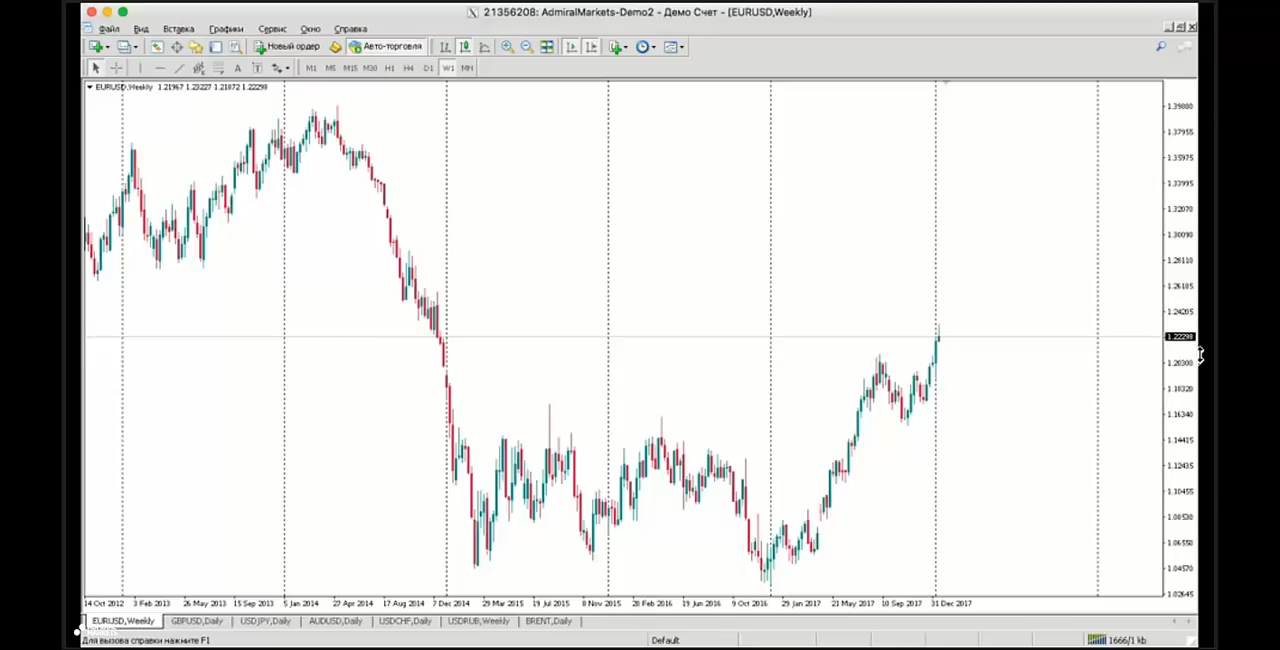 21356208: AdmiralMarkets-Demo2 - Демо Счет - [EURUSD,Weekly]
Файл Вид Вставка Графики Сервис Окно Справка
Новый ордер Авто-торговля
A T M1 M5 M15 M30 H1 H4 D1 W1 MN
EURUSD,Weekly 1.21967 1.23227 1.21872 1.22298
1.39880
1.37955
1.35975
1.33995
1.32070
1.30090
1.28110
1.26185
1.24205
1.22298
1.20300
1.18320
1.16340
1.14415
1.12435
1.10455
1.08530
1.06550
1.04570
1.02645
14 Oct 2012 3 Feb 2013 26 May 2013 15 Sep 2013 5 Jan 2014 27 Apr 2014 17 Aug 2014 7 Dec 2014 29 Mar 2015 19 Jul 2015 8 Nov 2015 28 Feb 2016 19 Jun 2016 9 Oct 2016 29 Jan 2017 21 May 2017 10 Sep 2017 31 Dec 2017
EURUSD,Weekly GBPUSD,Daily USDJPY,Daily AUDUSD,Daily USDCHF,Daily USDRUB,Weekly BRENT,Daily
Для вызова справки нажмите F1 Default 1666/1 kb